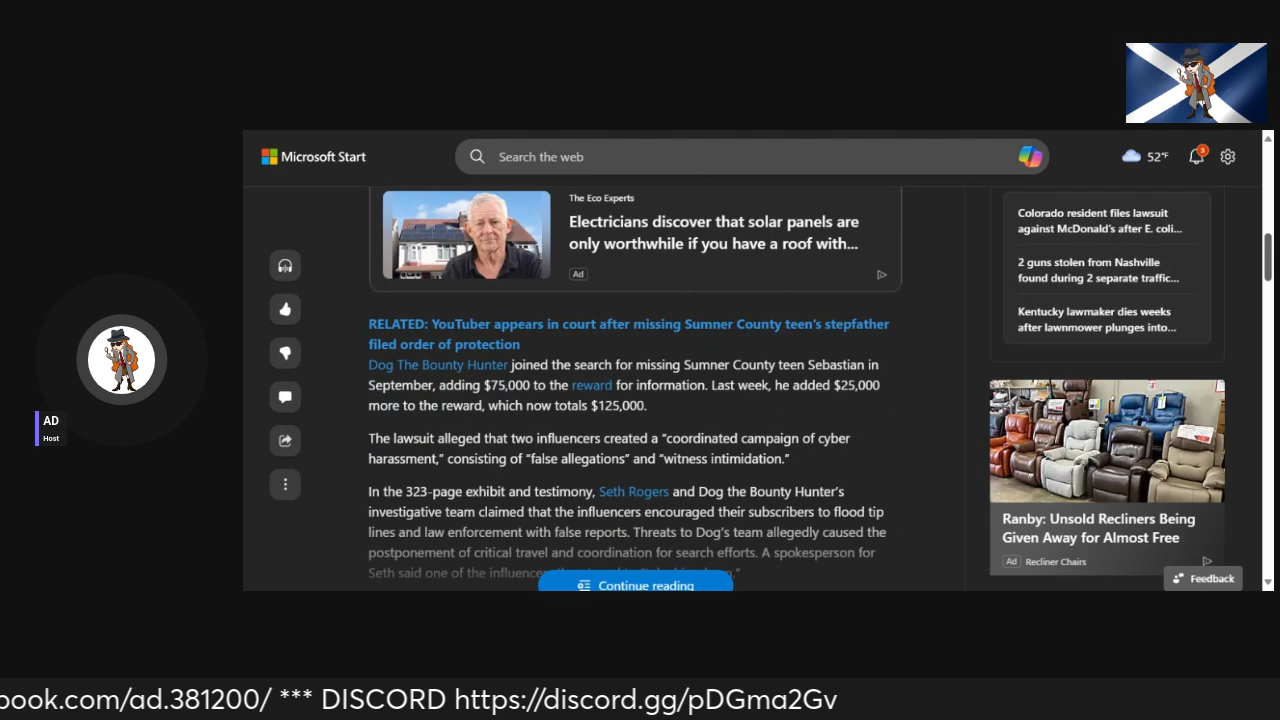 Microsoft Start
Search the web
52°F
3
The Eco Experts
Electricians discover that solar panels are
only worthwhile if you have a roof with...
Ad
RELATED: YouTuber appears in court after missing Sumner County teen's stepfather
filed order of protection
Dog The Bounty Hunter joined the search for missing Sumner County teen Sebastian in
September, adding $75,000 to the reward for information. Last week, he added $25,000
more to the reward, which now totals $125,000.
The lawsuit alleged that two influencers created a "coordinated campaign of cyber
harassment," consisting of "false allegations" and "witness intimidation."
In the 323-page exhibit and testimony, Seth Rogers and Dog the Bounty Hunter's
investigative team claimed that the influencers encouraged their subscribers to flood tip
lines and law enforcement with false reports. Threats to Dog's team allegedly caused the
postponement of critical travel and coordination for search efforts. A spokesperson for
Seth said one of the influencers
Continue reading
Colorado resident files lawsuit
against McDonald's after E. coli...
2 guns stolen from Nashville
found during 2 separate traffic...
Kentucky lawmaker dies weeks
after lawnmower plunges into...
Ranby: Unsold Recliners Being
Given Away for Almost Free
Ad Recliner Chairs
Feedback
AD
Host
book.com/ad.381200/ *** DISCORD https://discord.gg/pDGma2Gv